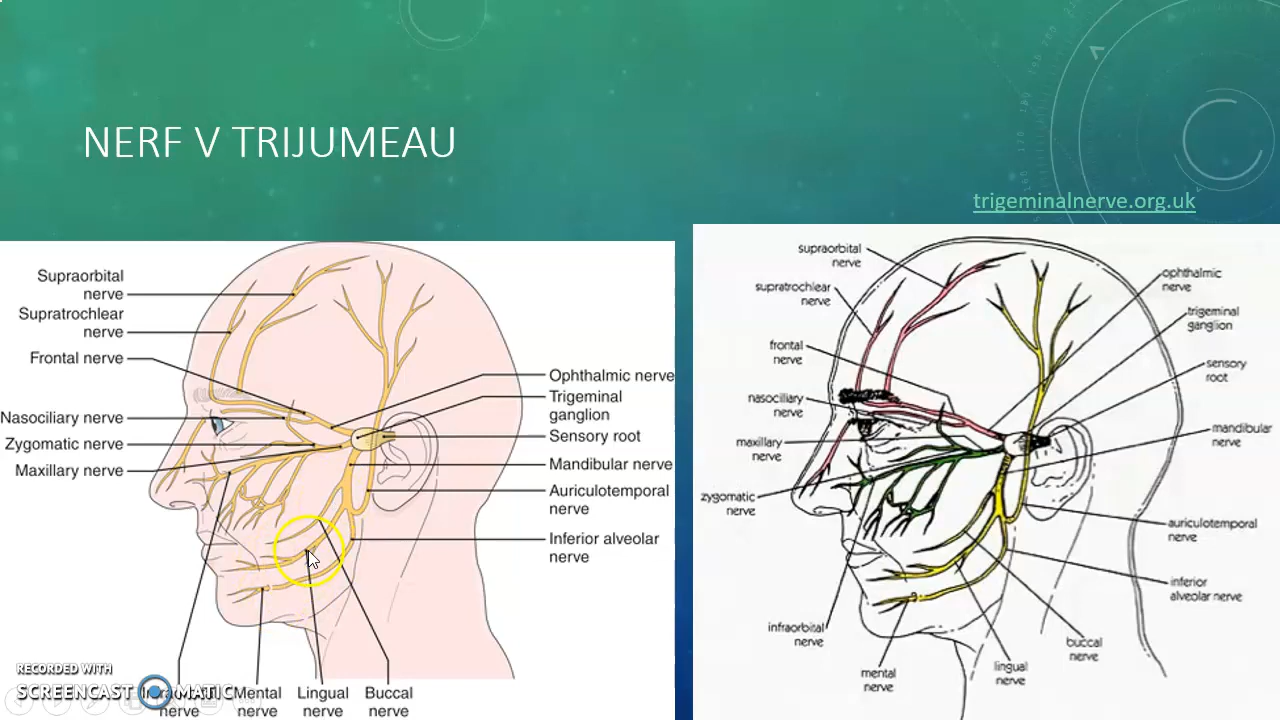 NERF V TRIJUMEAU
trigeminalnerve.org.uk
Supraorbital
nerve
Supratrochlear
nerve
Frontal nerve
Nasociliary nerve
Zygomatic nerve
Maxillary nerve
Ophthalmic nerve
Trigeminal
ganglion
Sensory root
Mandibular nerve
Auriculotemporal
nerve
Inferior alveolar
nerve
nerve
Mental
nerve
Lingual
nerve
Buccal
nerve
supraorbital
nerve
supratrochlear
nerve
frontal
nerve
nasociliary
nerve
maxillary
nerve
zygomatic
nerve
infraorbital
nerve
mental
nerve
lingual
nerve
buccal
nerve
ophthalmic
nerve
trigeminal
ganglion
sensory
root
mandibular
nerve
auriculotemporal
nerve
inferior
alveolar nerve
RECORDED WITH
SCREENCAST MATIC